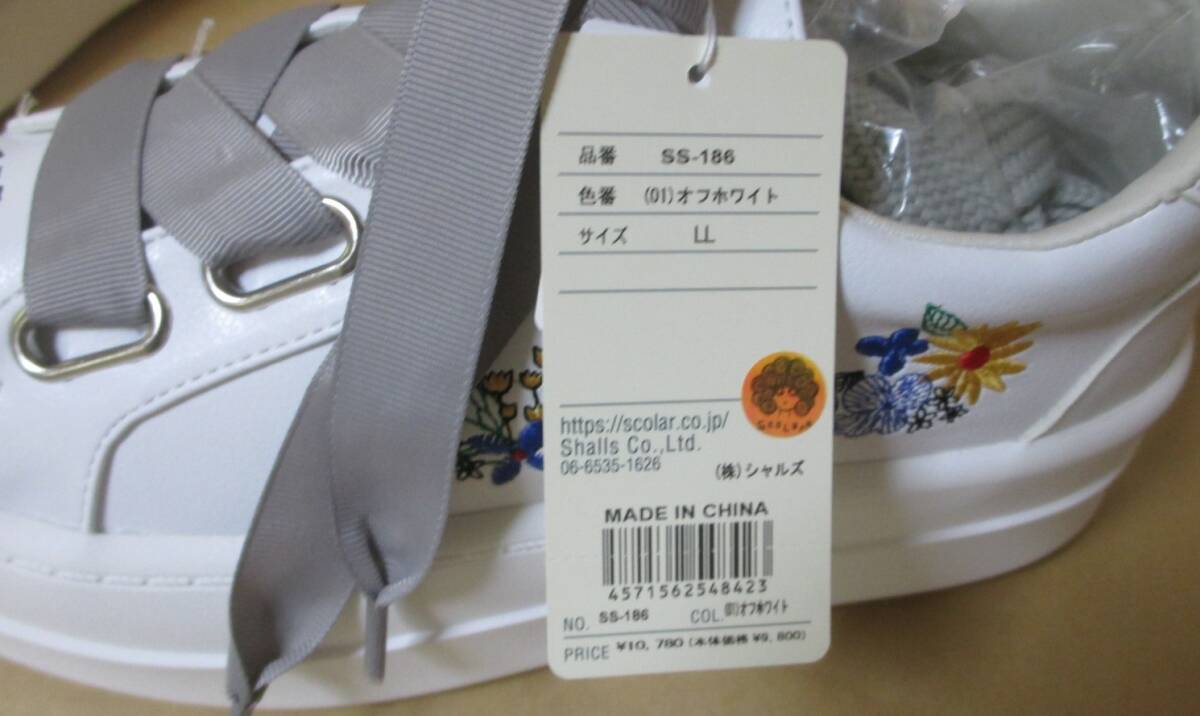 品番 SS-186
色番 (01)オフホワイト
サイズ LL
https://scolar.co.jp/
Shalls Co.,Ltd.
06-6535-1626
(株)シャルズ
ScoLar
MADE IN CHINA
4571562548423
NO. SS-186 COL. (01)オフホワイト
PRICE ¥10,780(本体価格 ¥9,800)